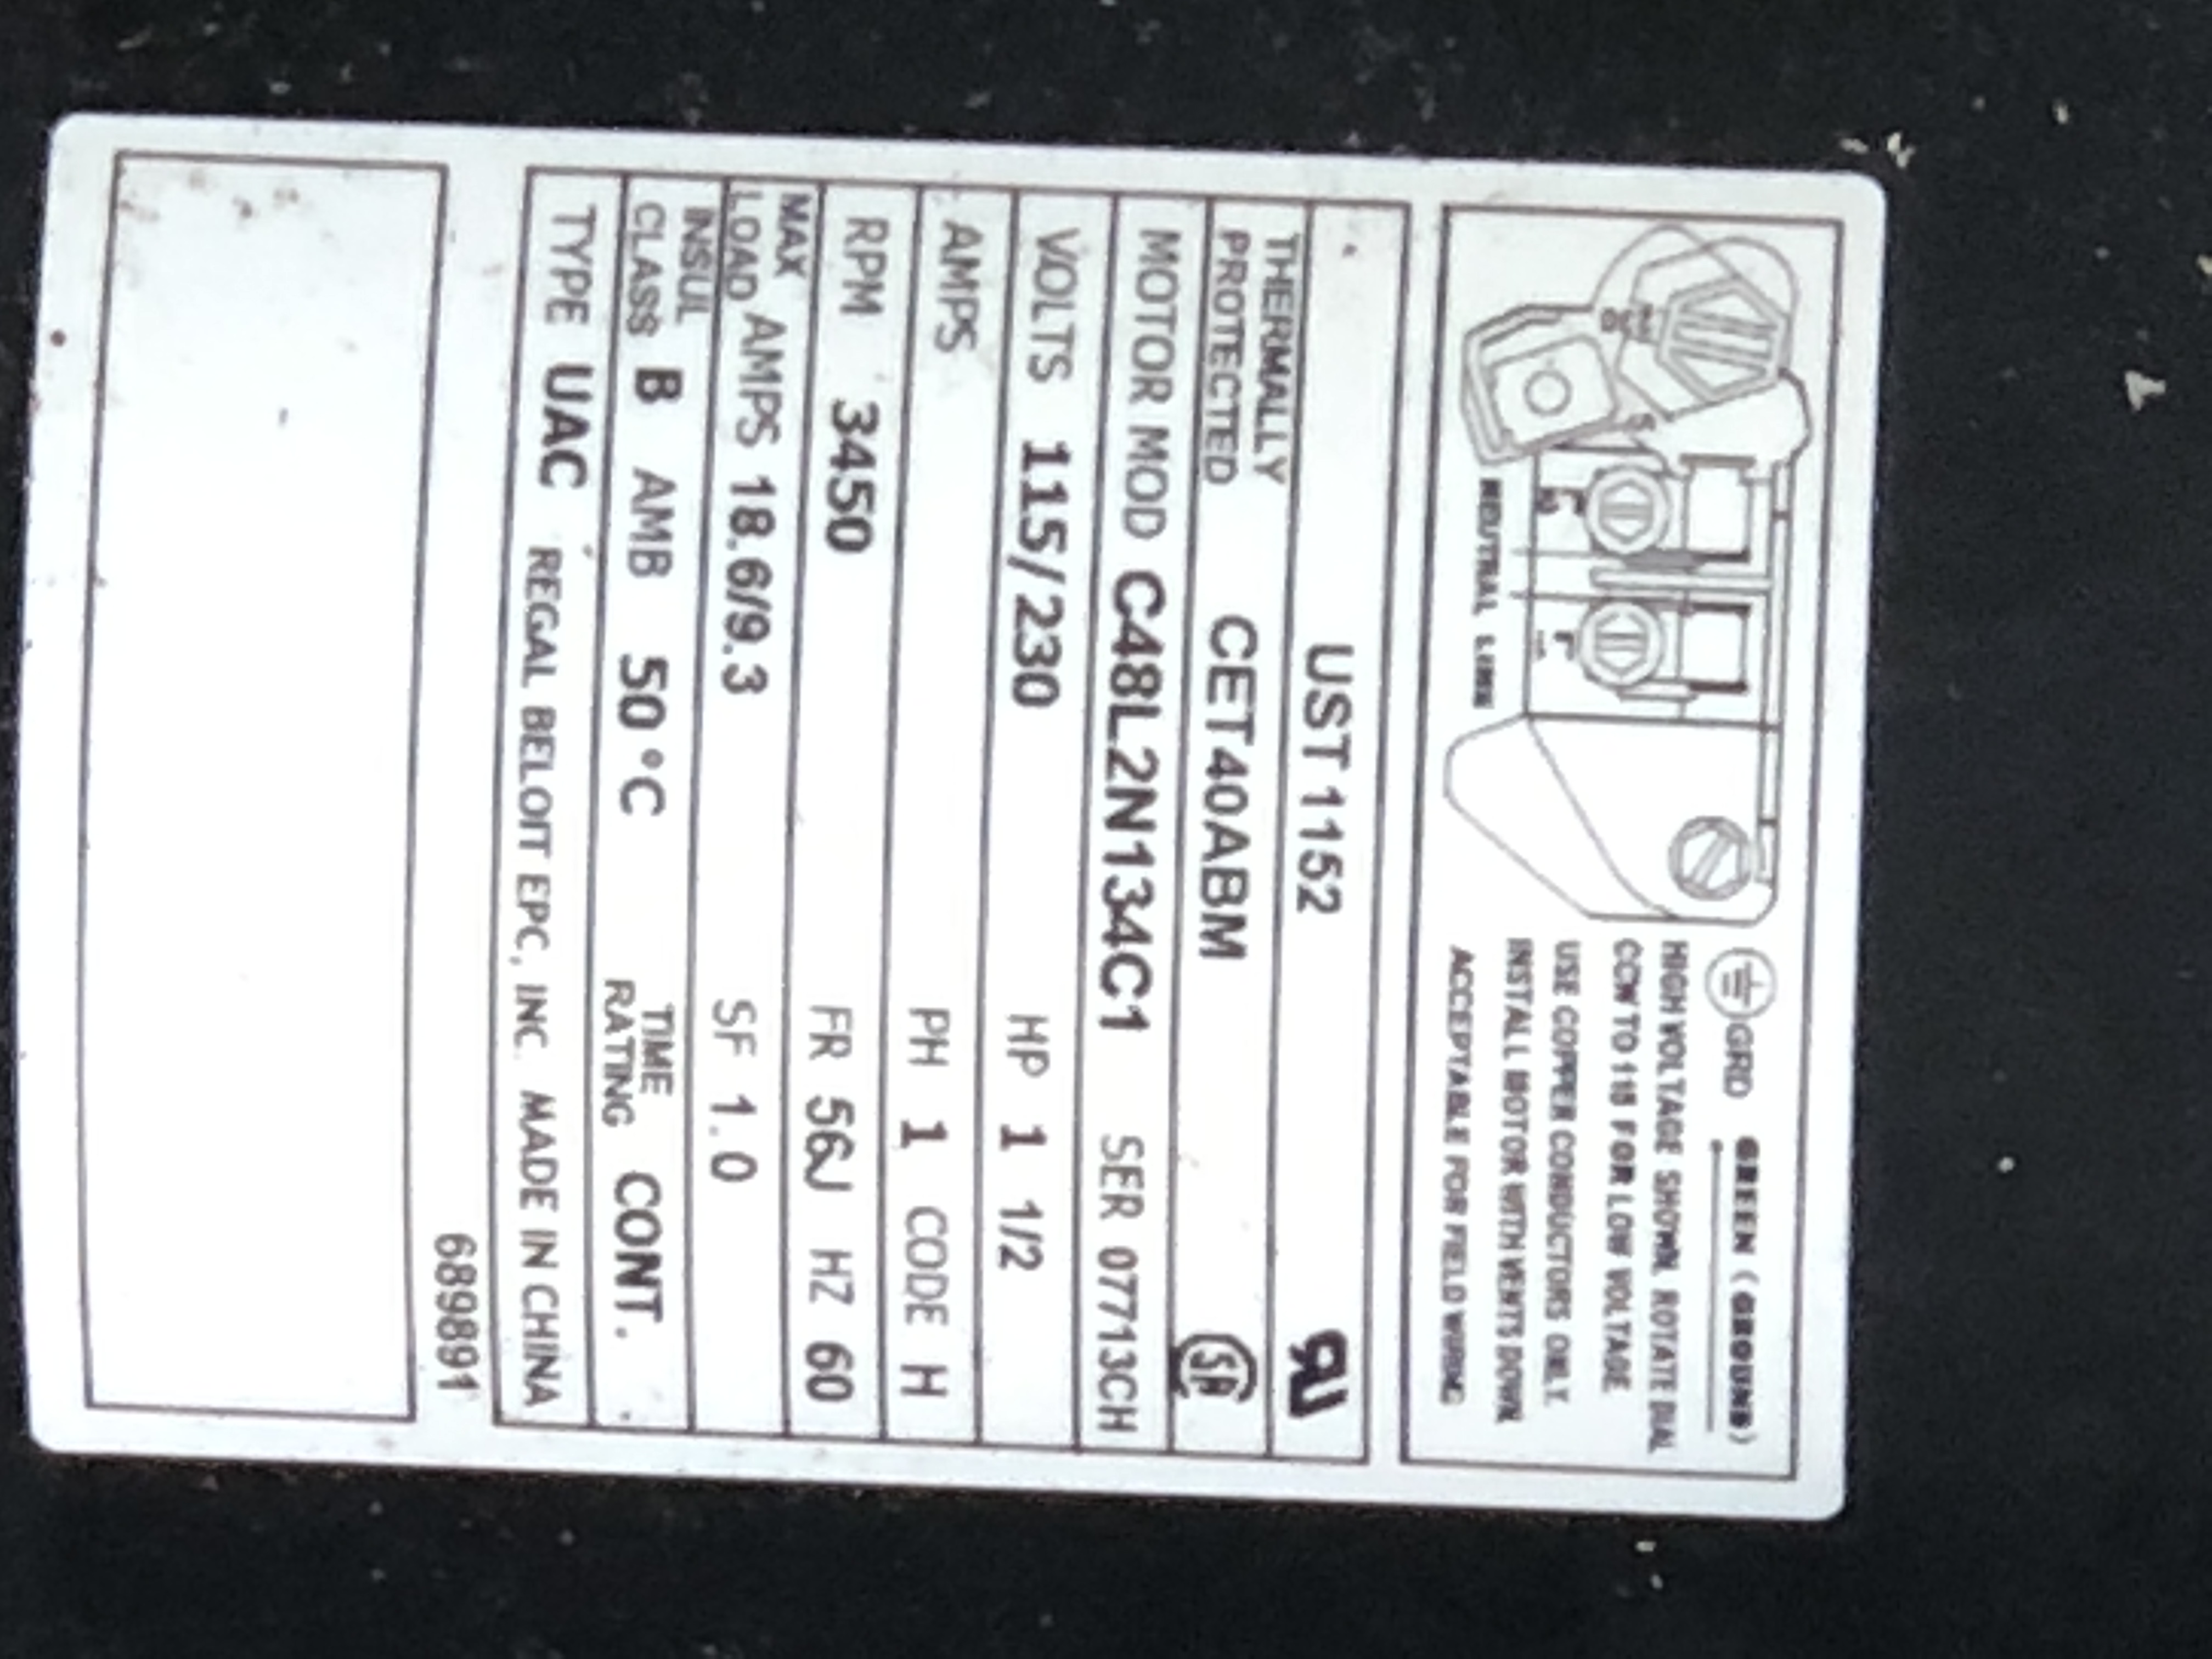 GRD GREEN (GROUND)
HIGH VOLTAGE SHOWN. ROTATE DIAL
CCW TO 115 FOR LOW VOLTAGE
USE COPPER CONDUCTORS ONLY.
INSTALL MOTOR WITH VENTS DOWN
ACCEPTABLE FOR FIELD WIRING
NEUTRAL LINE
UST1152
THERMALLY
PROTECTED CET40ABM
MOTOR MOD C48L2N134C1 SER 07713CH
VOLTS 115/230 HP 1 1/2
AMPS PH 1 CODE H
RPM 3450 FR 56J HZ 60
MAX
LOAD AMPS 18.6/9.3 SF 1.0
INSUL
CLASS B AMB 50°C TIME
RATING CONT.
TYPE UAC REGAL BELOIT EPC, INC. MADE IN CHINA
6898891